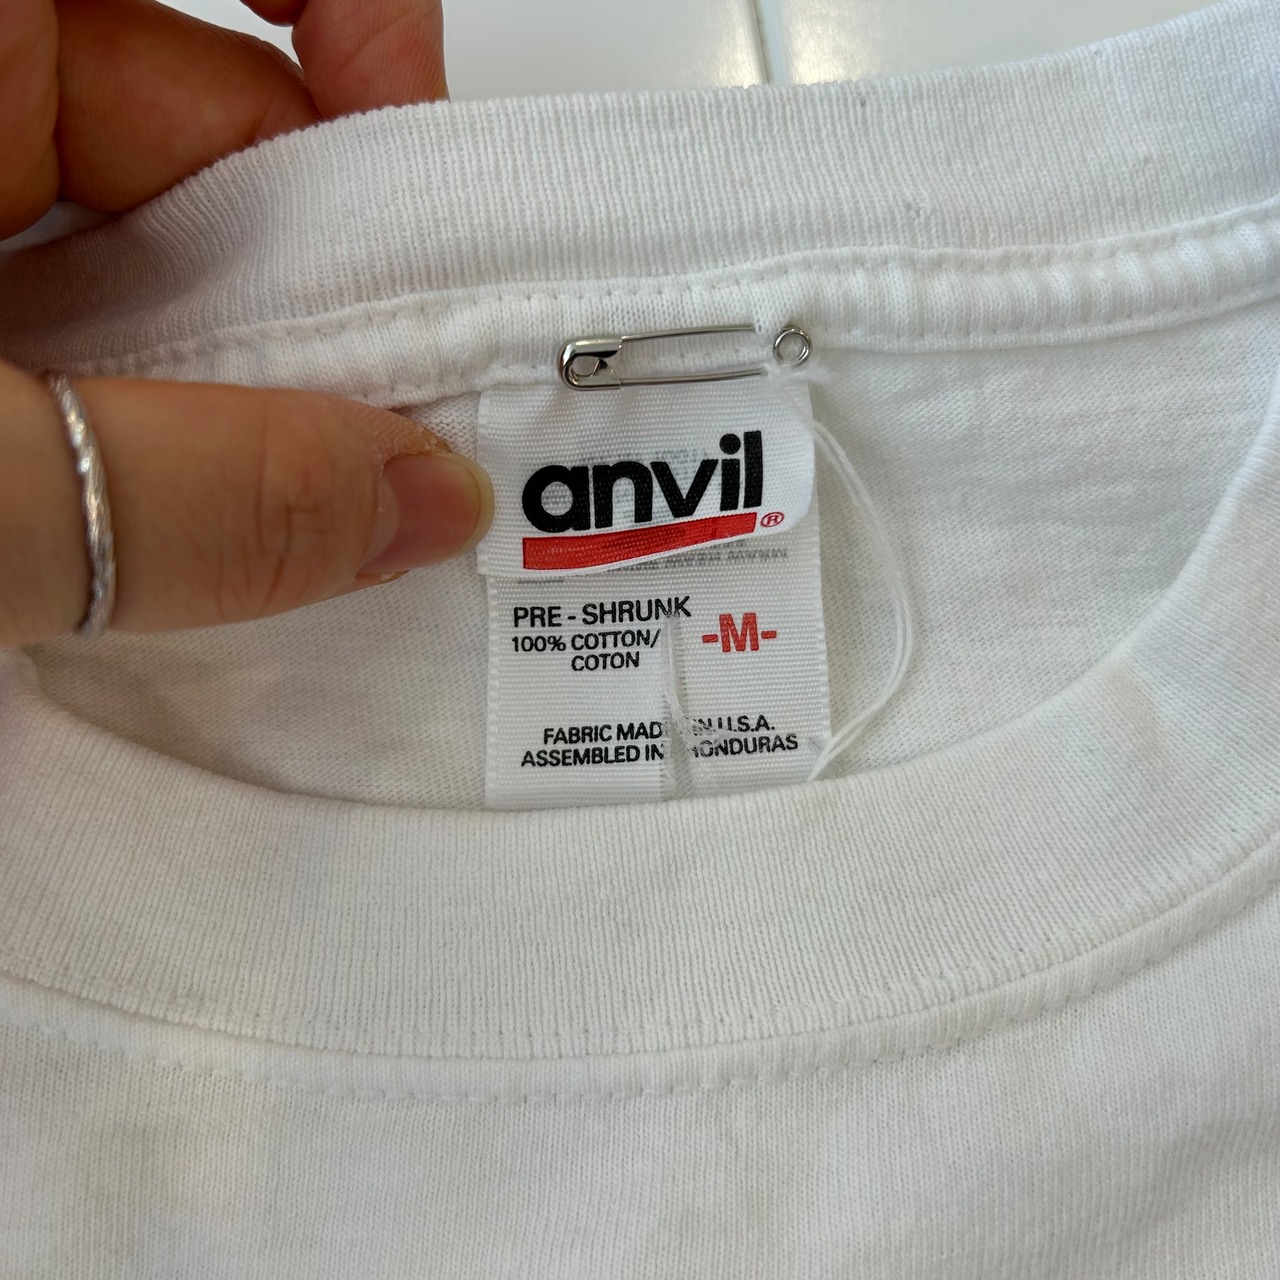 anvil®
PRE-SHRUNK
100% COTTON/
COTON
-M-
FABRIC MADE IN U.S.A.
ASSEMBLED IN HONDURAS